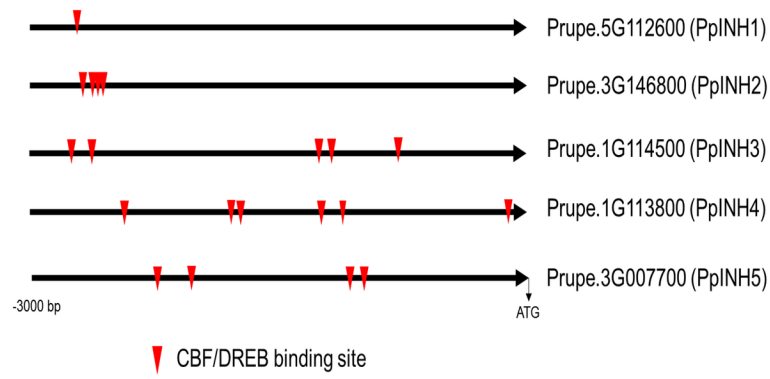 Prupe.5G112600 (PpINH1)
Prupe.3G146800 (PpINH2)
Prupe.1G114500 (PpINH3)
Prupe.1G113800 (PpINH4)
Prupe.3G007700 (PpINH5)
-3000 bp
ATG
CBF/DREB binding site